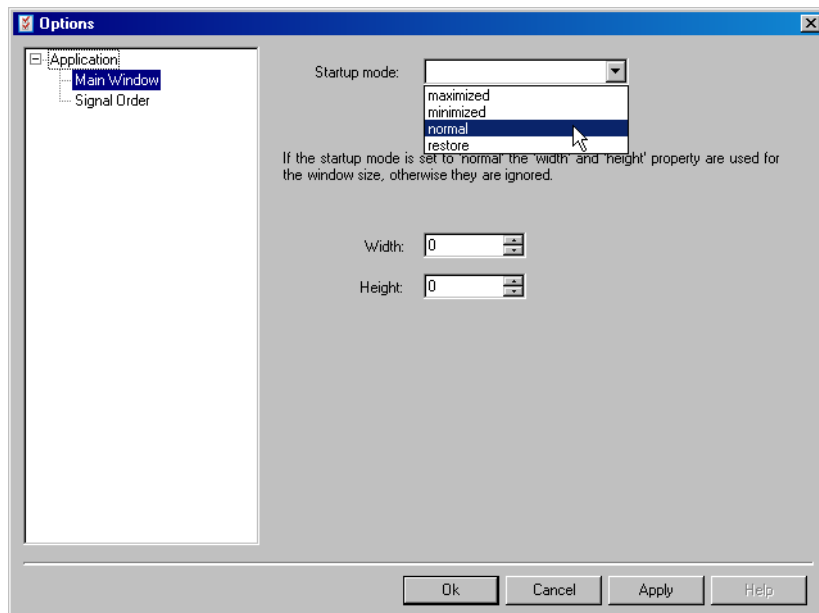 Options
Application
Main Window
Signal Order
Startup mode:
maximized
minimized
normal
restore
If the startup mode is set to 'normal' the 'width' and 'height' property are used for
the window size, otherwise they are ignored.
Width: 0
Height: 0
Ok Cancel Apply Help